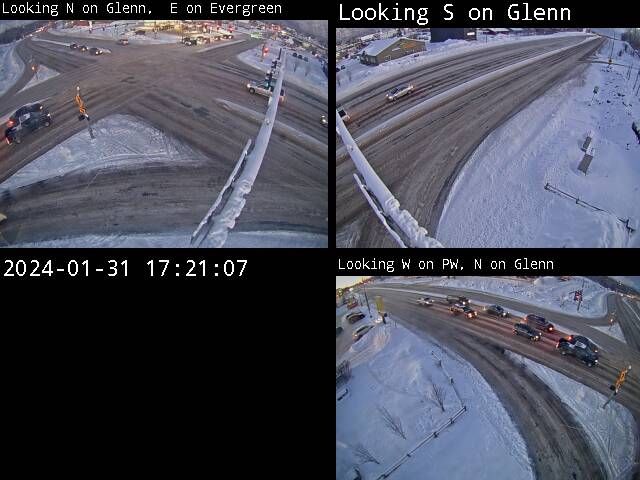 Looking N on Glenn,  E on Evergreen
Looking S on Glenn
2024-01-31 17:21:07
Looking W on PW, N on Glenn